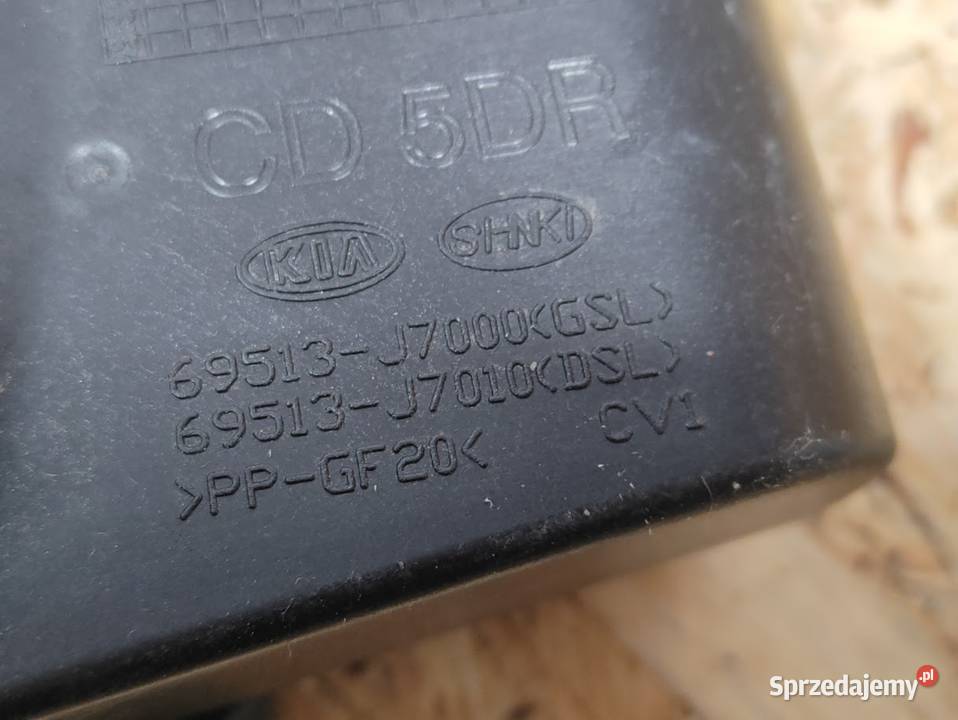 CD 5DR
KIA SHNKI
69513-J7000<GSL>
69513-J7010<DSL>
>PP-GF20< CV1
Sprzedajemy.pl